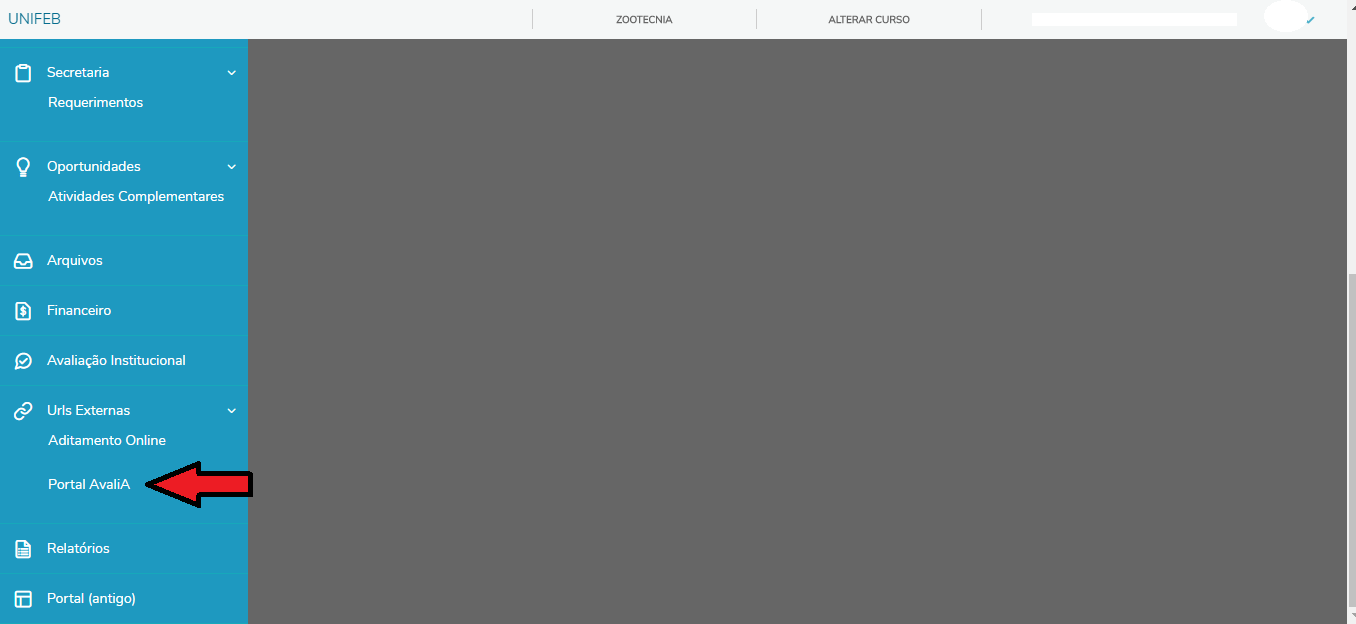 UNIFEB
ZOOTECNIA
ALTERAR CURSO
Secretaria
Requerimentos
Oportunidades
Atividades Complementares
Arquivos
Financeiro
Avaliação Institucional
Urls Externas
Aditamento Online
Portal AvaliA
Relatórios
Portal (antigo)